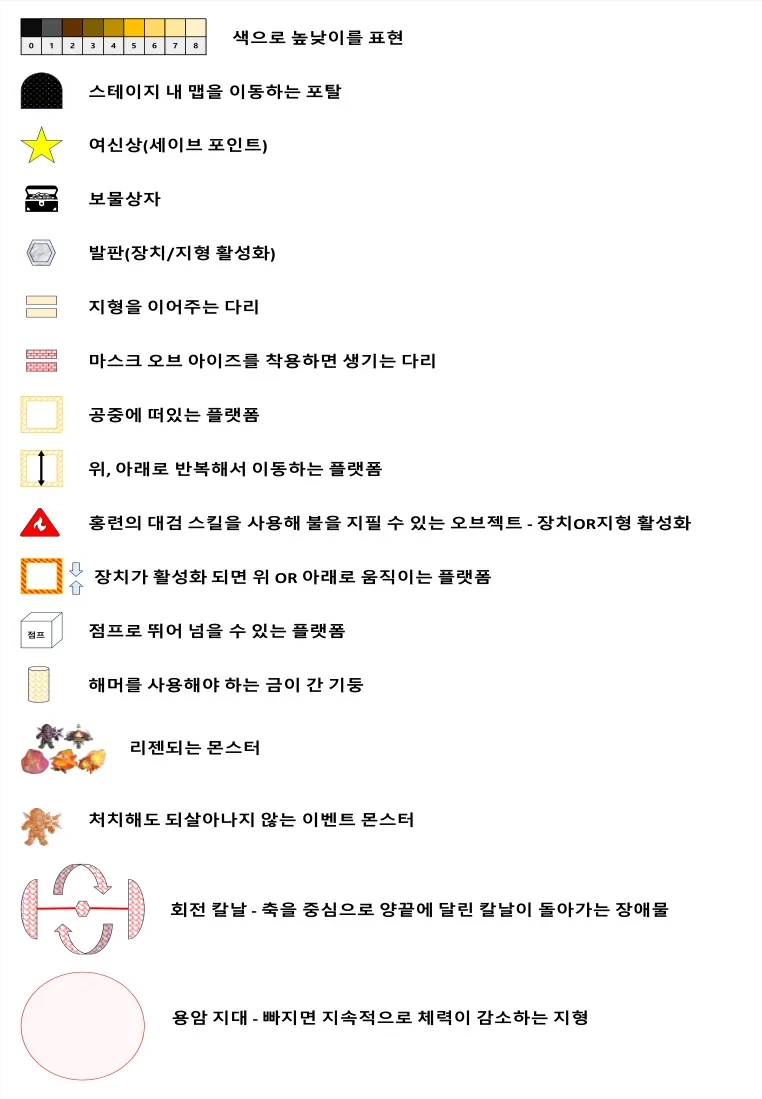 0 1 2 3 4 5 6 7 8
색으로 높낮이를 표현
스테이지 내 맵을 이동하는 포탈
여신상(세이브 포인트)
보물상자
발판(장치/지형 활성화)
지형을 이어주는 다리
마스크 오브 아이즈를 착용하면 생기는 다리
공중에 떠있는 플랫폼
위, 아래로 반복해서 이동하는 플랫폼
홍련의 대검 스킬을 사용해 불을 지필 수 있는 오브젝트 - 장치OR지형 활성화
장치가 활성화 되면 위 OR 아래로 움직이는 플랫폼
점프
점프로 뛰어 넘을 수 있는 플랫폼
해머를 사용해야 하는 금이 간 기둥
리젠되는 몬스터
처치해도 되살아나지 않는 이벤트 몬스터
회전 칼날 - 축을 중심으로 양끝에 달린 칼날이 돌아가는 장애물
용암 지대 - 빠지면 지속적으로 체력이 감소하는 지형